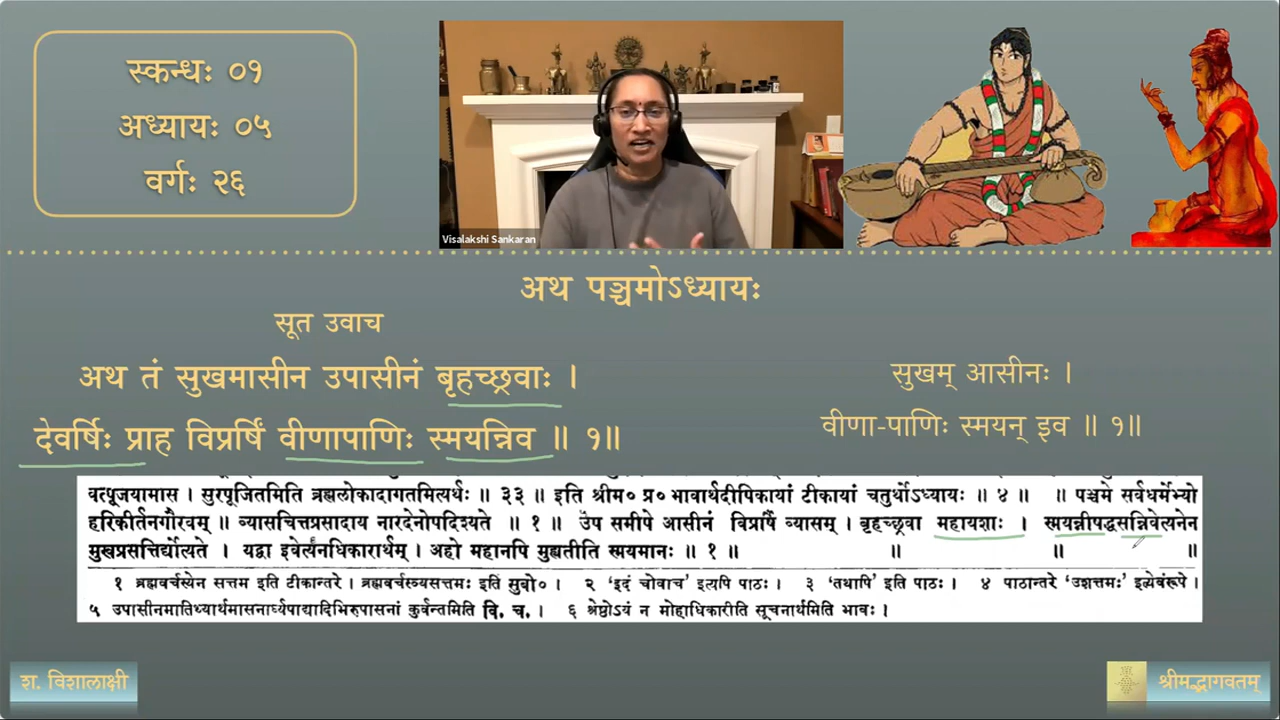 स्कन्धः ०१
अध्यायः ०५
वर्गः २६
Visalakshi Sankaran
अथ पञ्चमोऽध्यायः
सूत उवाच
अथ तं सुखमासीन उपासीनं बृहच्छ्रवाः ।
देवर्षिः प्राह विप्रर्षिं वीणापाणिः स्मयन्निव ॥ १॥
सुखम् आसीनः ।
वीणा-पाणिः स्मयन् इव ॥ १॥
वत्पूजयामास । सुरपूजितमिति ब्रह्मलोकादागतमित्यर्थः ॥ ३३ ॥ इति श्रीम० प्र० भावार्थदीपिकायां टीकायां चतुर्थोऽध्यायः ॥ ४ ॥ ॥ पञ्चमे सर्वधर्मेभ्यो
हरिकीर्तनगौरवम् ॥ व्यासचित्तप्रसादाय नारदेनोपदिश्यते ॥ १ ॥ उप समीपे आसीनं विप्रर्षिं व्यासम् । बृहच्छ्रवा महायशाः । स्मयन्नीषद्धसन्निवेत्यनेन
मुखप्रसत्तिर्द्योत्यते । यद्वा इवेत्यनधिकारार्थम् । अहो महानपि मुह्यतीति स्मयमानः ॥ १ ॥ ॥ ॥ ॥
१ ब्रह्मवर्चस्येन सत्तम इति टीकान्तरे । ब्रह्मवर्चस्व्यसत्तमः इति सुबो० । २ 'इदं चोवाच' इत्यपि पाठः । ३ 'तथापि' इति पाठः । ४ पाठान्तरे 'उशत्तमः' इत्येवंरूपे ।
५ उपासीनमातिथ्यार्थमासनार्घ्यपाद्यादिभिरुपासनां कुर्वन्तमिति वि. च. । ६ श्रेष्ठोऽयं न मोहाधिकारीति सूचनार्थमिति भावः ।
श. विशालाक्षी
श्रीमद्भागवतम्